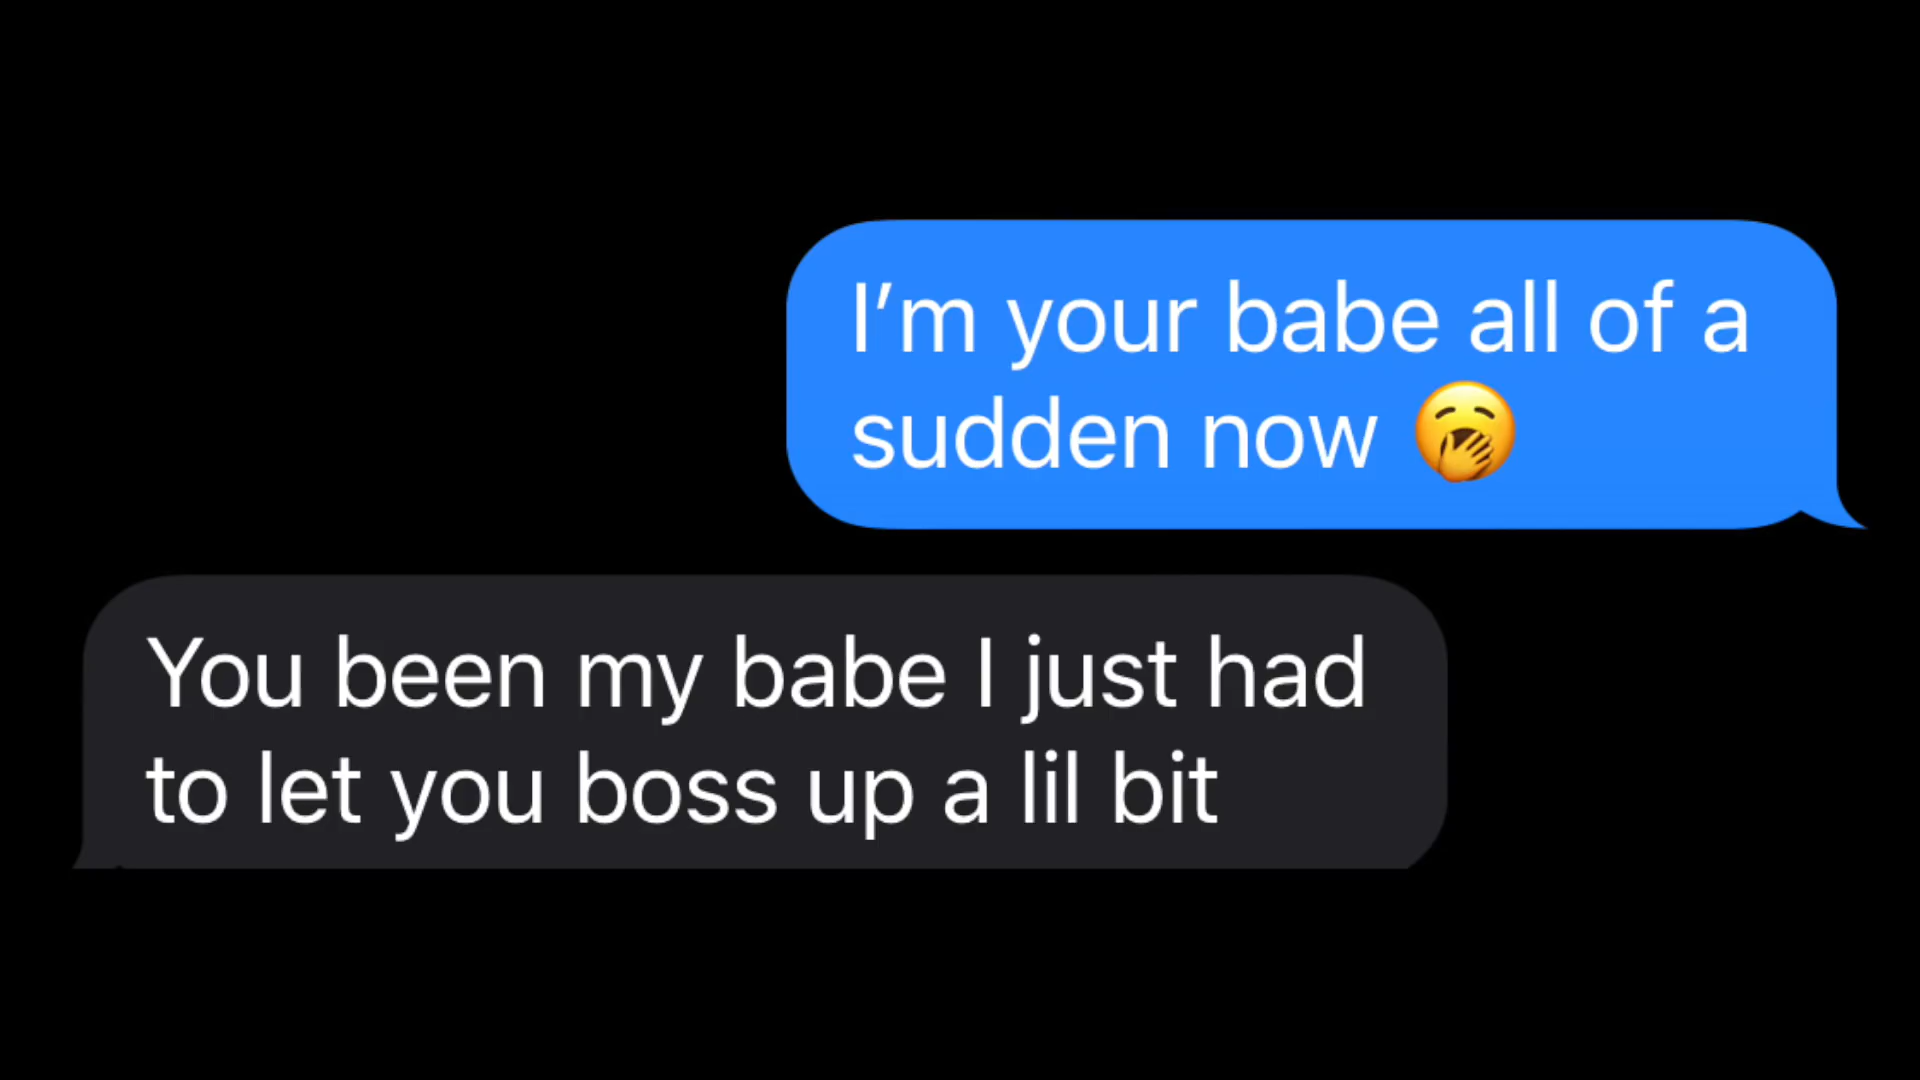 I’m your babe all of a
sudden now 🥱
You been my babe I just had
to let you boss up a lil bit